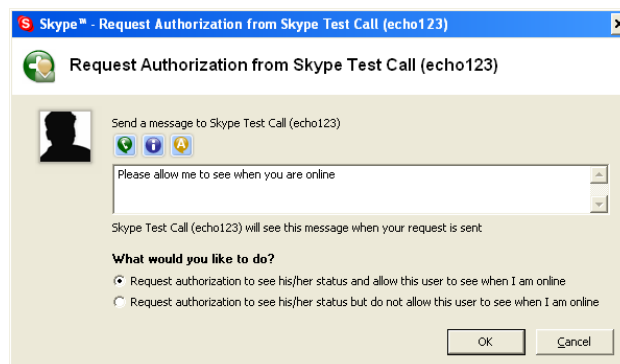 Skype™ - Request Authorization from Skype Test Call (echo123)
Request Authorization from Skype Test Call (echo123)
Send a message to Skype Test Call (echo123)
Please allow me to see when you are online
Skype Test Call (echo123) will see this message when your request is sent
What would you like to do?
Request authorization to see his/her status and allow this user to see when I am online
Request authorization to see his/her status but do not allow this user to see when I am online
OK Cancel